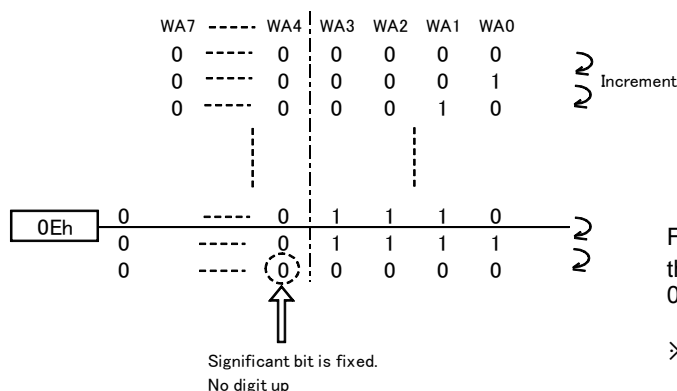 WA7 ----- WA4 WA3 WA2 WA1 WA0
0 ----- 0 0 0 0 0
0 ----- 0 0 0 0 1
Increment
0 ----- 0 0 0 1 0
0Eh
0 ----- 0 1 1 1 0
0 ----- 0 1 1 1 1
0 ----- 0 0 0 0 0
Significant bit is fixed.
No digit up
※